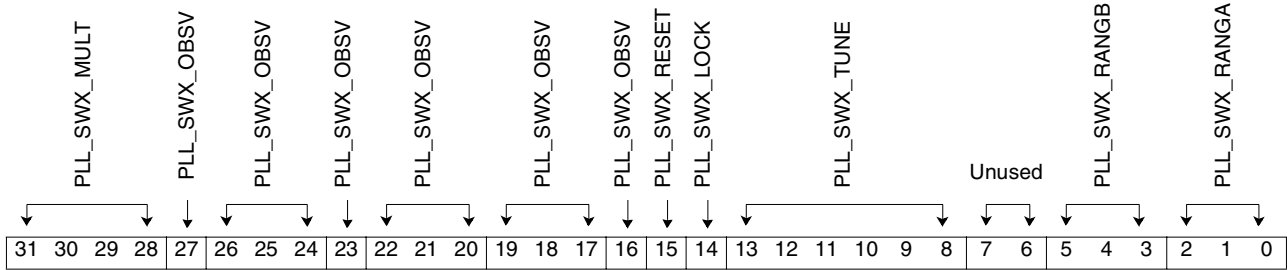 PLL_SWX_MULT
PLL_SWX_OBSV
PLL_SWX_OBSV
PLL_SWX_OBSV
PLL_SWX_OBSV
PLL_SWX_OBSV
PLL_SWX_OBSV
PLL_SWX_RESET
PLL_SWX_LOCK
PLL_SWX_TUNE
Unused
PLL_SWX_RANGB
PLL_SWX_RANGA
31 30 29 28 27 26 25 24 23 22 21 20 19 18 17 16 15 14 13 12 11 10 9 8 7 6 5 4 3 2 1 0